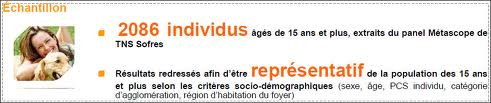 Échantillon
2086 individus âgés de 15 ans et plus, extraits du panel Métascope de
TNS Sofres
Résultats redressés afin d'être représentatif de la population des 15 ans
et plus selon les critères socio-démographiques (sexe, âge, PCS individu, catégorie
d'agglomération, région d'habitation du foyer)